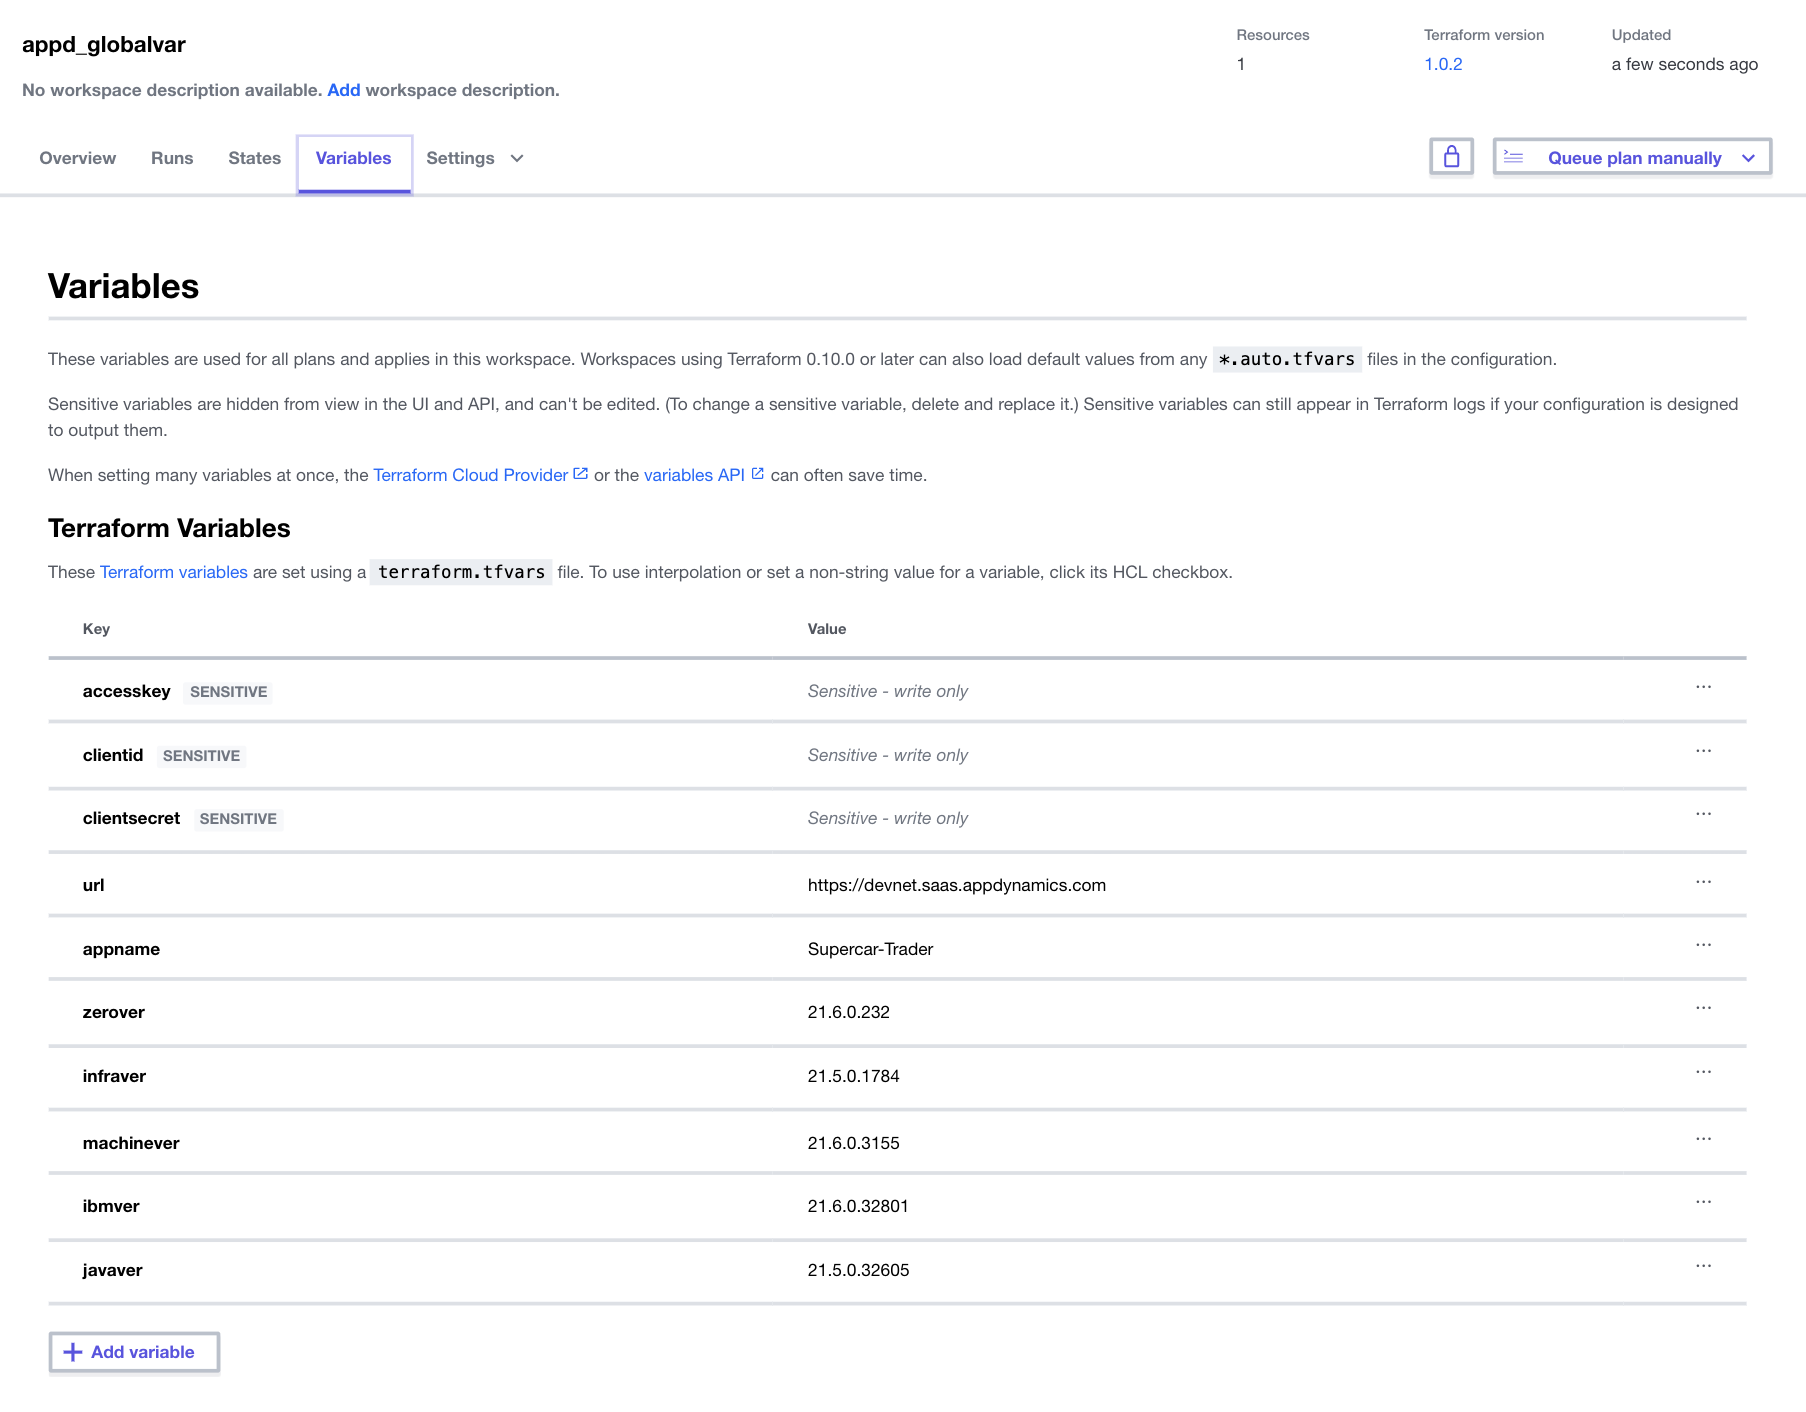 appd_globalvar
No workspace description available. Add workspace description.
Resources
1
Terraform version
1.0.2
Updated
a few seconds ago
Overview
Runs
States
Variables
Settings
Queue plan manually
Variables
These variables are used for all plans and applies in this workspace. Workspaces using Terraform 0.10.0 or later can also load default values from any *.auto.tfvars files in the configuration.
Sensitive variables are hidden from view in the UI and API, and can't be edited. (To change a sensitive variable, delete and replace it.) Sensitive variables can still appear in Terraform logs if your configuration is designed
to output them.
When setting many variables at once, the Terraform Cloud Provider or the variables API can often save time.
Terraform Variables
These Terraform variables are set using a terraform.tfvars file. To use interpolation or set a non-string value for a variable, click its HCL checkbox.
Key Value
accesskey SENSITIVE Sensitive - write only ...
clientid SENSITIVE Sensitive - write only ...
clientsecret SENSITIVE Sensitive - write only ...
url https://devnet.saas.appdynamics.com ...
appname Supercar-Trader ...
zerover 21.6.0.232 ...
infraver 21.5.0.1784 ...
machinever 21.6.0.3155 ...
ibmver 21.6.0.32801 ...
javaver 21.5.0.32605 ...
+ Add variable